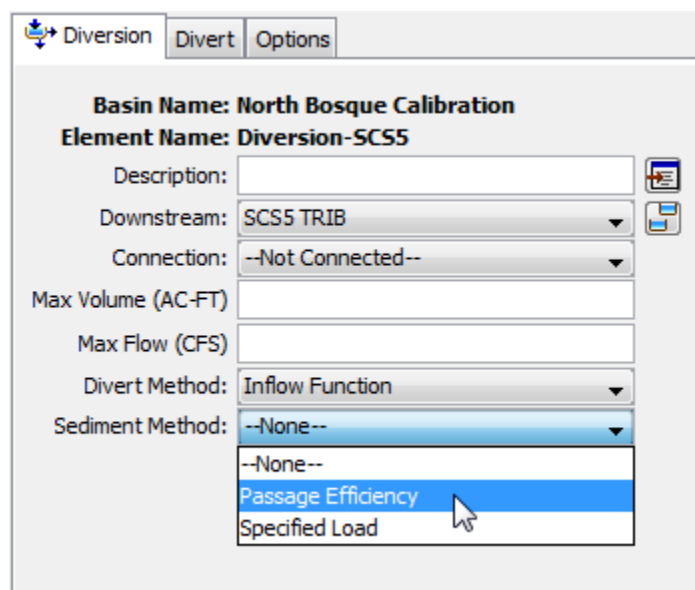 Diversion Divert Options
Basin Name: North Bosque Calibration
Element Name: Diversion-SCS5
Description:
Downstream: SCS5 TRIB
Connection: --Not Connected--
Max Volume (AC-FT)
Max Flow (CFS)
Divert Method: Inflow Function
Sediment Method: --None--
--None--
Passage Efficiency
Specified Load